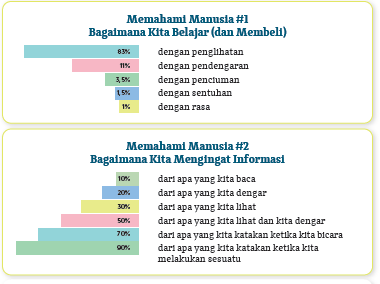 Memahami Manusia #1
Bagaimana Kita Belajar (dan Membeli)
83% dengan penglihatan
11% dengan pendengaran
3,5% dengan penciuman
1,5% dengan sentuhan
1% dengan rasa
Memahami Manusia #2
Bagaimana Kita Mengingat Informasi
10% dari apa yang kita baca
20% dari apa yang kita dengar
30% dari apa yang kita lihat
50% dari apa yang kita lihat dan kita dengar
70% dari apa yang kita katakan ketika kita bicara
90% dari apa yang kita katakan ketika kita
melakukan sesuatu